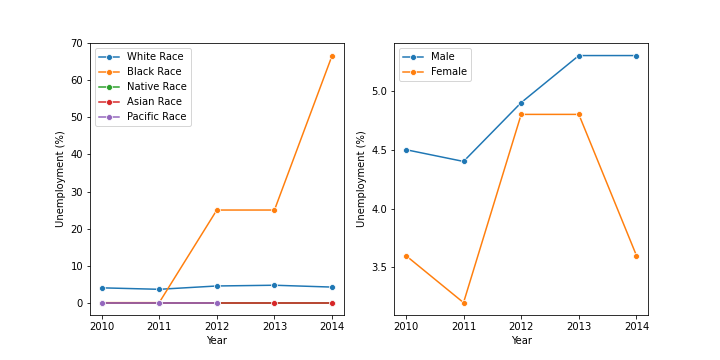 70
60
50
40
30
20
10
0
Unemployment (%)
2010 2011 2012 2013 2014
Year
White Race
Black Race
Native Race
Asian Race
Pacific Race
5.0
4.5
4.0
3.5
Unemployment (%)
2010 2011 2012 2013 2014
Year
Male
Female